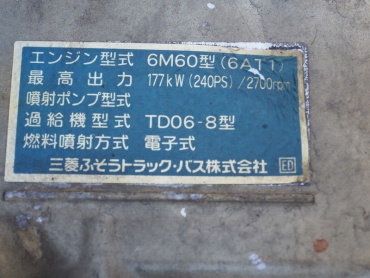 エンジン型式 6M60型(6AT1)
最高出力 177kW(240PS)/2700rpm
噴射ポンプ型式
過給機型式 TD06-8型
燃料噴射方式 電子式
三菱ふそうトラック・バス株式会社 ED